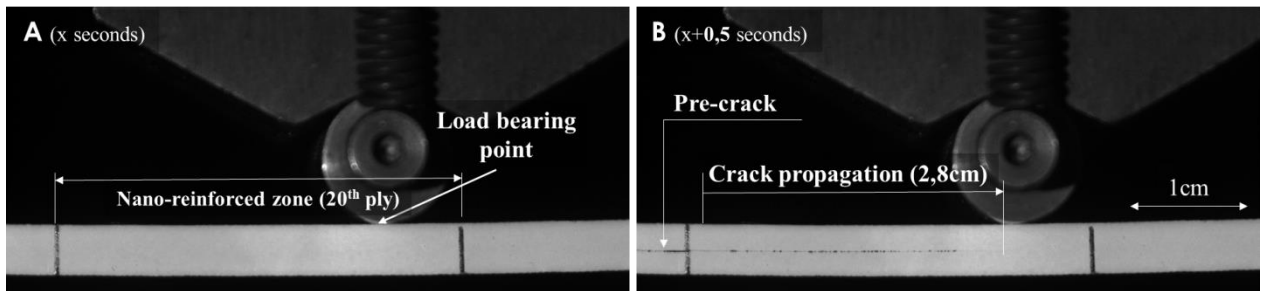 A (x seconds)
Load bearing
point
Nano-reinforced zone (20th ply)
B (x+0,5 seconds)
Pre-crack
Crack propagation (2,8cm)
1cm